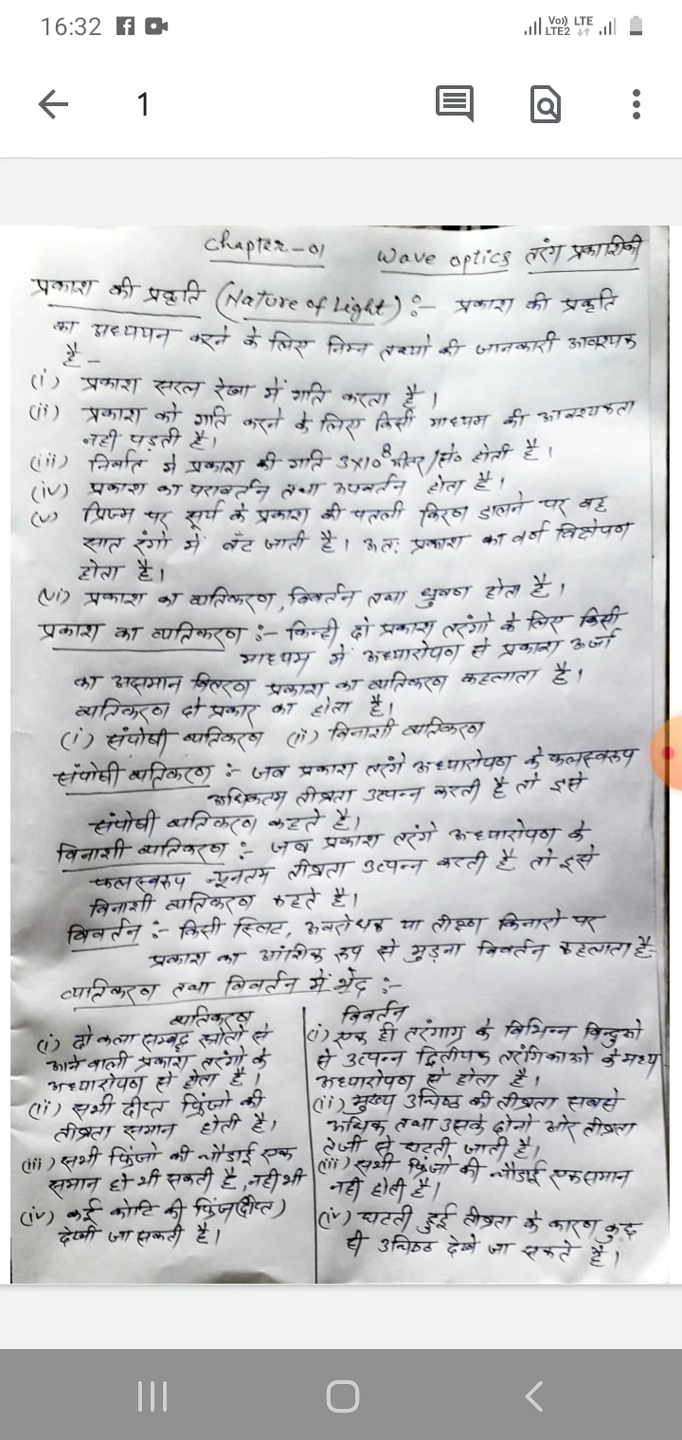 16:32
Vo)) LTE
LTE2
1
Chapter-01 Wave optics तरंग प्रकाशिकी
प्रकाश की प्रकृति (Nature of Light) :- प्रकाश की प्रकृति
का अध्ययन करने के लिए निम्न तथ्यों की जानकारी आवश्यक
है -
(i) प्रकाश सरल रेखा में गति करता है।
(ii) प्रकाश को गति करने के लिए किसी माध्यम की आवश्यकता
नहीं पड़ती है।
(iii) निर्वात में प्रकाश की गति 3×10⁸ मीटर/से० होती है।
(iv) प्रकाश का परावर्तन तथा अपवर्तन होता है।
(v) प्रिज्म पर सूर्य के प्रकाश की पतली किरण डालने पर वह
सात रंगो में बँट जाती है। अतः प्रकाश का वर्ण विक्षेपण
होता है।
(vi) प्रकाश का व्यतिकरण, विवर्तन तथा ध्रुवण होता है।
प्रकाश का व्यतिकरण :- किन्ही दो प्रकाश तरंगो के लिए किसी
माध्यम में अध्यारोपण से प्रकाश ऊर्जा
का असमान वितरण प्रकाश का व्यतिकरण कहलाता है।
व्यतिकरण दो प्रकार का होता है।
(i) संपोषी व्यतिकरण (ii) विनाशी व्यतिकरण
संपोषी व्यतिकरण :- जब प्रकाश तरंगे अध्यारोपण के फलस्वरूप
अधिकतम तीव्रता उत्पन्न करती है तो इसे
संपोषी व्यतिकरण कहते है।
विनाशी व्यतिकरण :- जब प्रकाश तरंगे अध्यारोपण के
फलस्वरूप न्यूनतम तीव्रता उत्पन्न करती है तो इसे
विनाशी व्यतिकरण कहते है।
विवर्तन :- किसी स्लिट, अवरोधक या तीक्ष्ण किनारो पर
प्रकाश का आंशिक रूप से मुड़ना विवर्तन कहलाता है-
व्यतिकरण तथा विवर्तन में भेद :-
व्यतिकरण
(i) दो कला सम्बद्ध स्रोतों से
आने वाली प्रकाश तरंगों के
अध्यारोपण से होता है।
(ii) सभी दीप्त फ्रिंजो की
तीव्रता समान होती है।
(iii) सभी फ्रिंजो की चौडाई एक
समान हो भी सकती है, नहीं भी
(iv) कई कोटि की फ्रिंज(दीप्त)
देखी जा सकती है।
विवर्तन
(i) एक ही तरंगाग्र के विभिन्न बिन्दुओ
से उत्पन्न द्वितीयक तरंगिकाओ के मध्य
अध्यारोपण से होता है।
(ii) मुख्य उच्चिष्ठ की तीव्रता सबसे
अधिक तथा उसके दोनो ओर तीव्रता
तेजी से घटती जाती है।
(iii) सभी फ्रिंजो की चौडाई एकसमान
नहीं होती है।
(iv) घटती हुई तीव्रता के कारण कुछ
ही उच्चिष्ठ देखे जा सकते है।